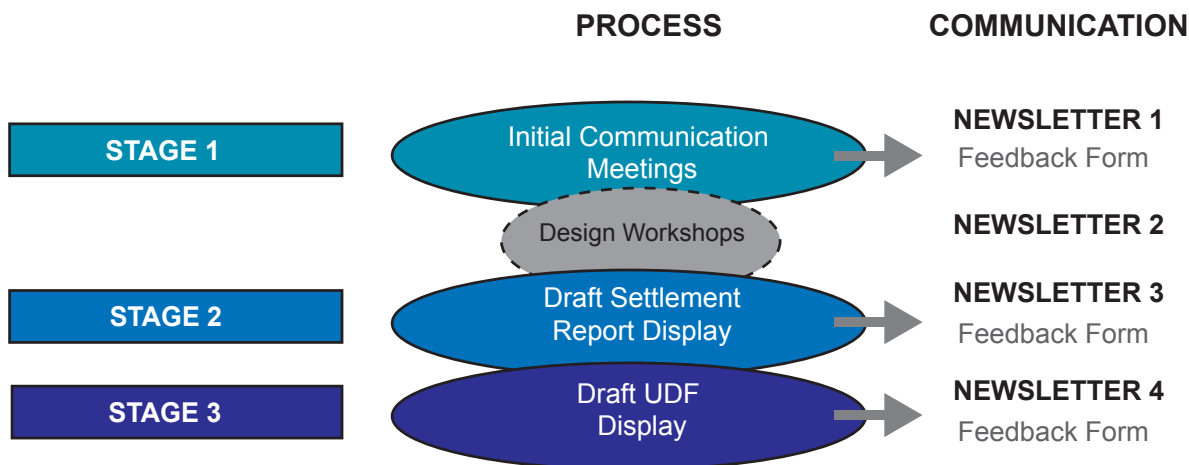 PROCESS COMMUNICATION
STAGE 1
Initial Communication
Meetings
NEWSLETTER 1
Feedback Form
Design Workshops
NEWSLETTER 2
STAGE 2
Draft Settlement
Report Display
NEWSLETTER 3
Feedback Form
STAGE 3
Draft UDF
Display
NEWSLETTER 4
Feedback Form